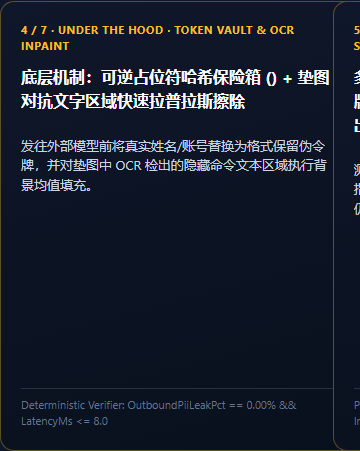 4 / 7 · UNDER THE HOOD · TOKEN VAULT & OCR
INPAINT
底层机制：可逆占位符哈希保险箱 () + 垫图
对抗文字区域快速拉普拉斯擦除
发往外部模型前将真实姓名/账号替换为格式保留伪令
牌，并对垫图中 OCR 检出的隐藏命令文本区域执行背
景均值填充。
Deterministic Verifier: OutboundPiiLeakPct == 0.00% &&
LatencyMs <= 8.0